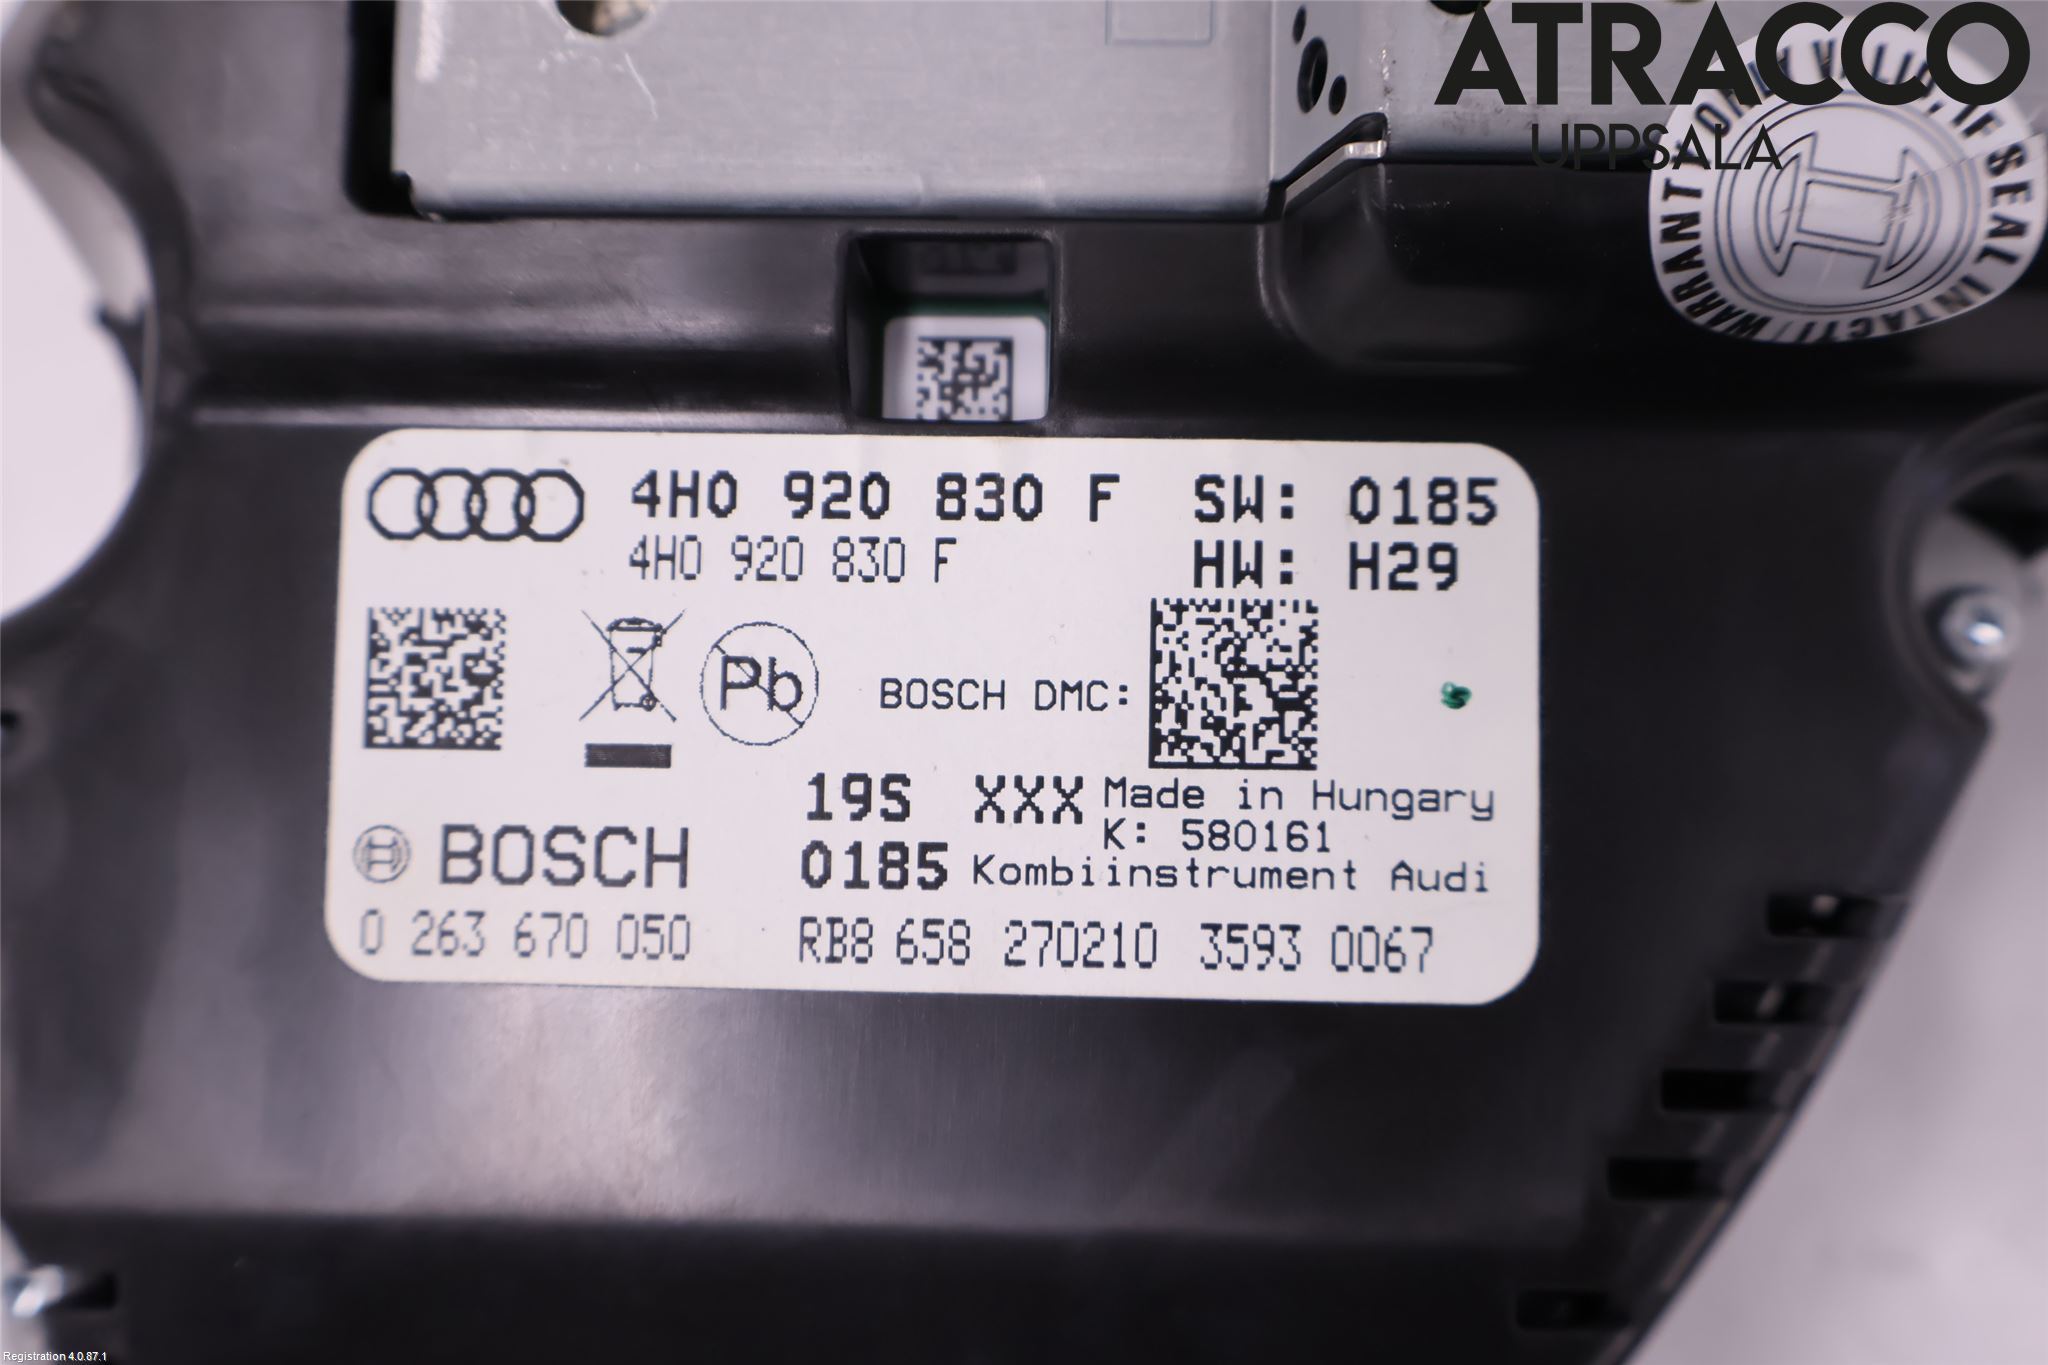 ATRACCO
UPPSALA
WARRANTY ONLY VALID, IF SEAL INTACT!
4H0 920 830 F SW: 0185
4H0 920 830 F HW: H29
Pb
BOSCH DMC:
19S XXX Made in Hungary
K: 580161
BOSCH 0185 Kombiinstrument Audi
0 263 670 050 RB8 658 270210 3593 0067
Registration 4.0.87.1